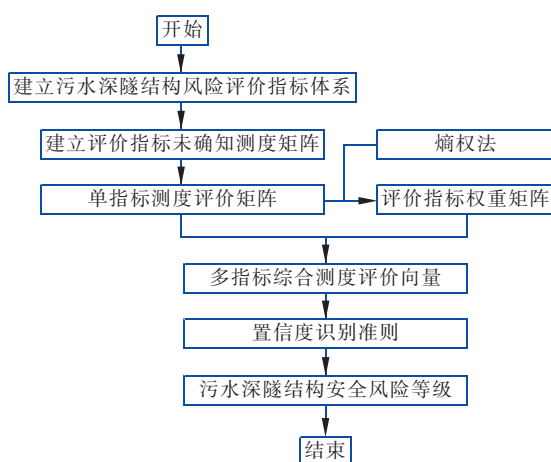 开始
建立污水深隧结构风险评价指标体系
建立评价指标未确知测度矩阵
熵权法
单指标测度评价矩阵
评价指标权重矩阵
多指标综合测度评价向量
置信度识别准则
污水深隧结构安全风险等级
结束